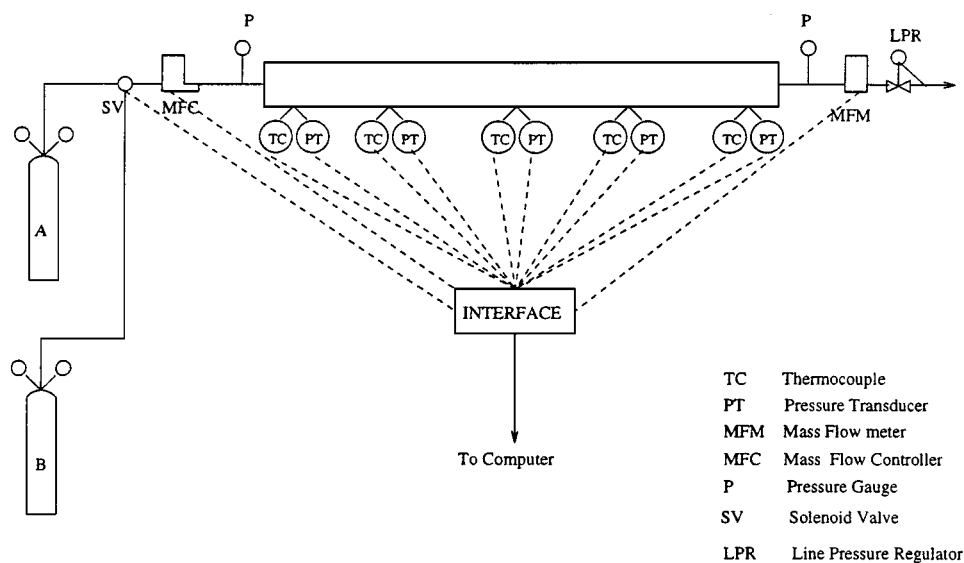 P
P
LPR
SV
MFC
MFM
TC PT TC PT TC PT TC PT TC PT
A
INTERFACE
B
To Computer
TC Thermocouple
PT Pressure Transducer
MFM Mass Flow meter
MFC Mass Flow Controller
P Pressure Gauge
SV Solenoid Valve
LPR Line Pressure Regulator